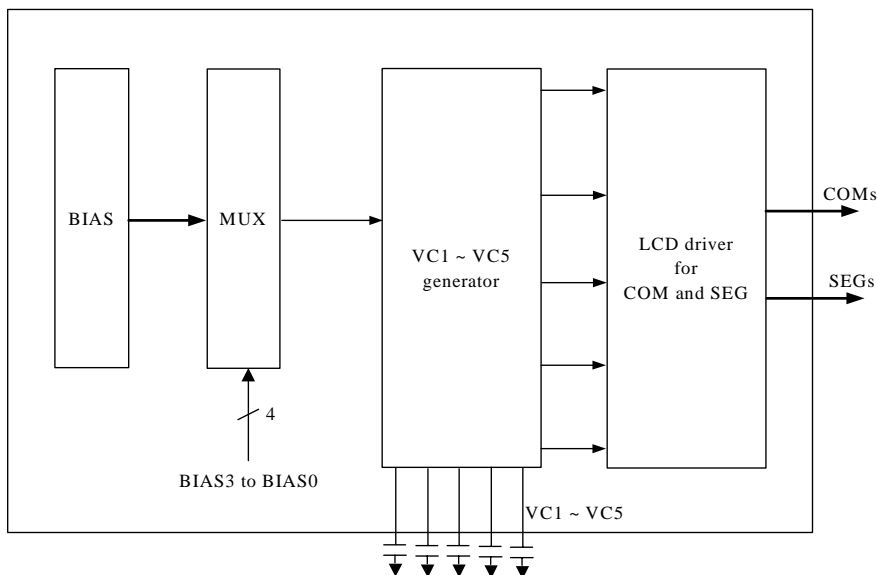 BIAS
MUX
VC1 ~ VC5
generator
LCD driver
for
COM and SEG
COMs
SEGs
4
BIAS3 to BIAS0
VC1 ~ VC5